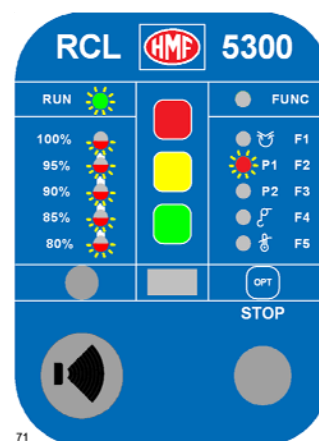 RCL HMF 5300
RUN FUNC
100% F1
95% P1 F2
90% P2 F3
85% F4
80% F5
OPT
STOP
71